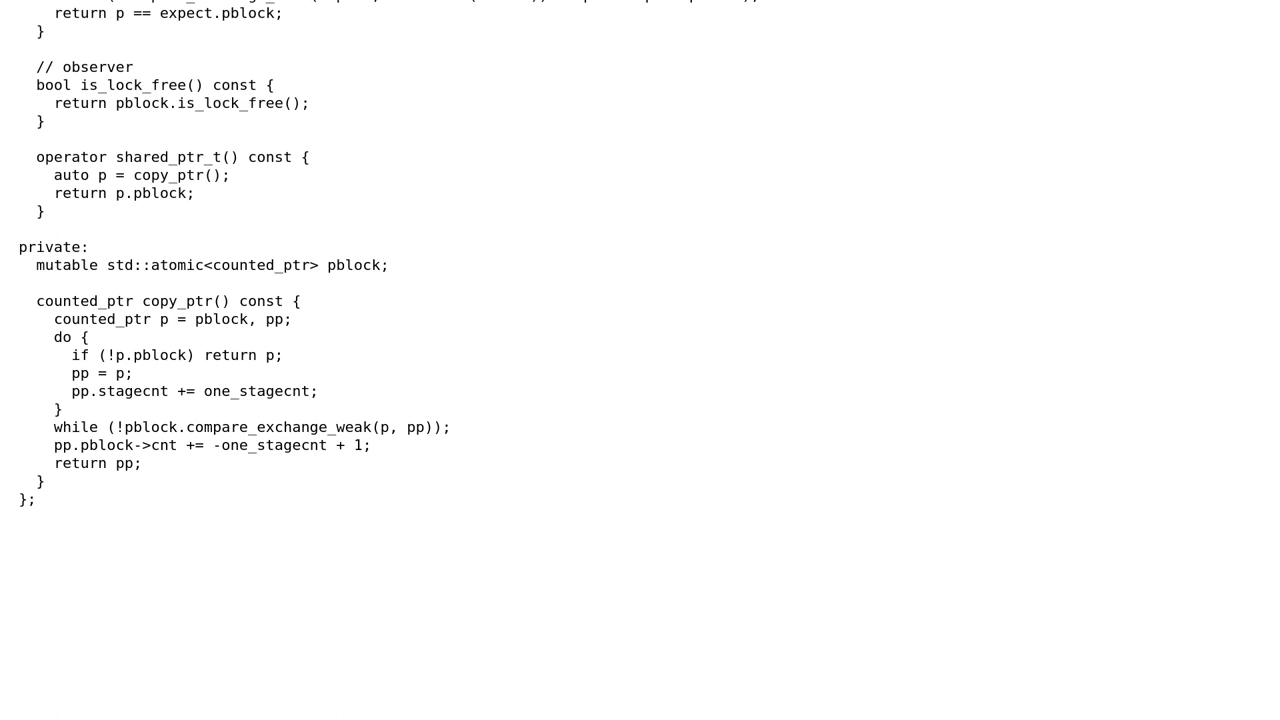 return p == expect.pblock;
}
// observer
bool is_lock_free() const {
return pblock.is_lock_free();
}
operator shared_ptr_t() const {
auto p = copy_ptr();
return p.pblock;
}
private:
mutable std::atomic<counted_ptr> pblock;
counted_ptr copy_ptr() const {
counted_ptr p = pblock, pp;
do {
if (!p.pblock) return p;
pp = p;
pp.stagecnt += one_stagecnt;
}
while (!pblock.compare_exchange_weak(p, pp));
pp.pblock->cnt += -one_stagecnt + 1;
return pp;
}
};